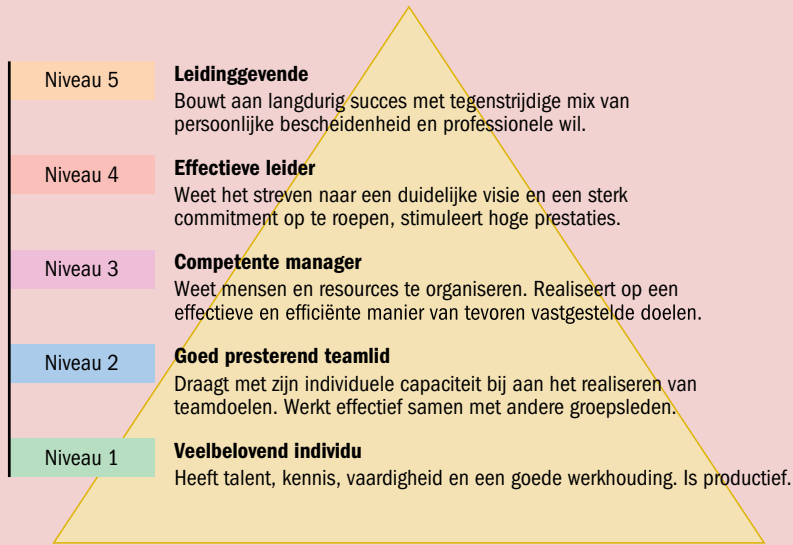 Niveau 5
Leidinggevende
Bouwt aan langdurig succes met tegenstrijdige mix van
persoonlijke bescheidenheid en professionele wil.
Niveau 4
Effectieve leider
Weet het streven naar een duidelijke visie en een sterk
commitment op te roepen, stimuleert hoge prestaties.
Niveau 3
Competente manager
Weet mensen en resources te organiseren. Realiseert op een
effectieve en efficiënte manier van tevoren vastgestelde doelen.
Niveau 2
Goed presterend teamlid
Draagt met zijn individuele capaciteit bij aan het realiseren van
teamdoelen. Werkt effectief samen met andere groepsleden.
Niveau 1
Veelbelovend individu
Heeft talent, kennis, vaardigheid en een goede werkhouding. Is productief.